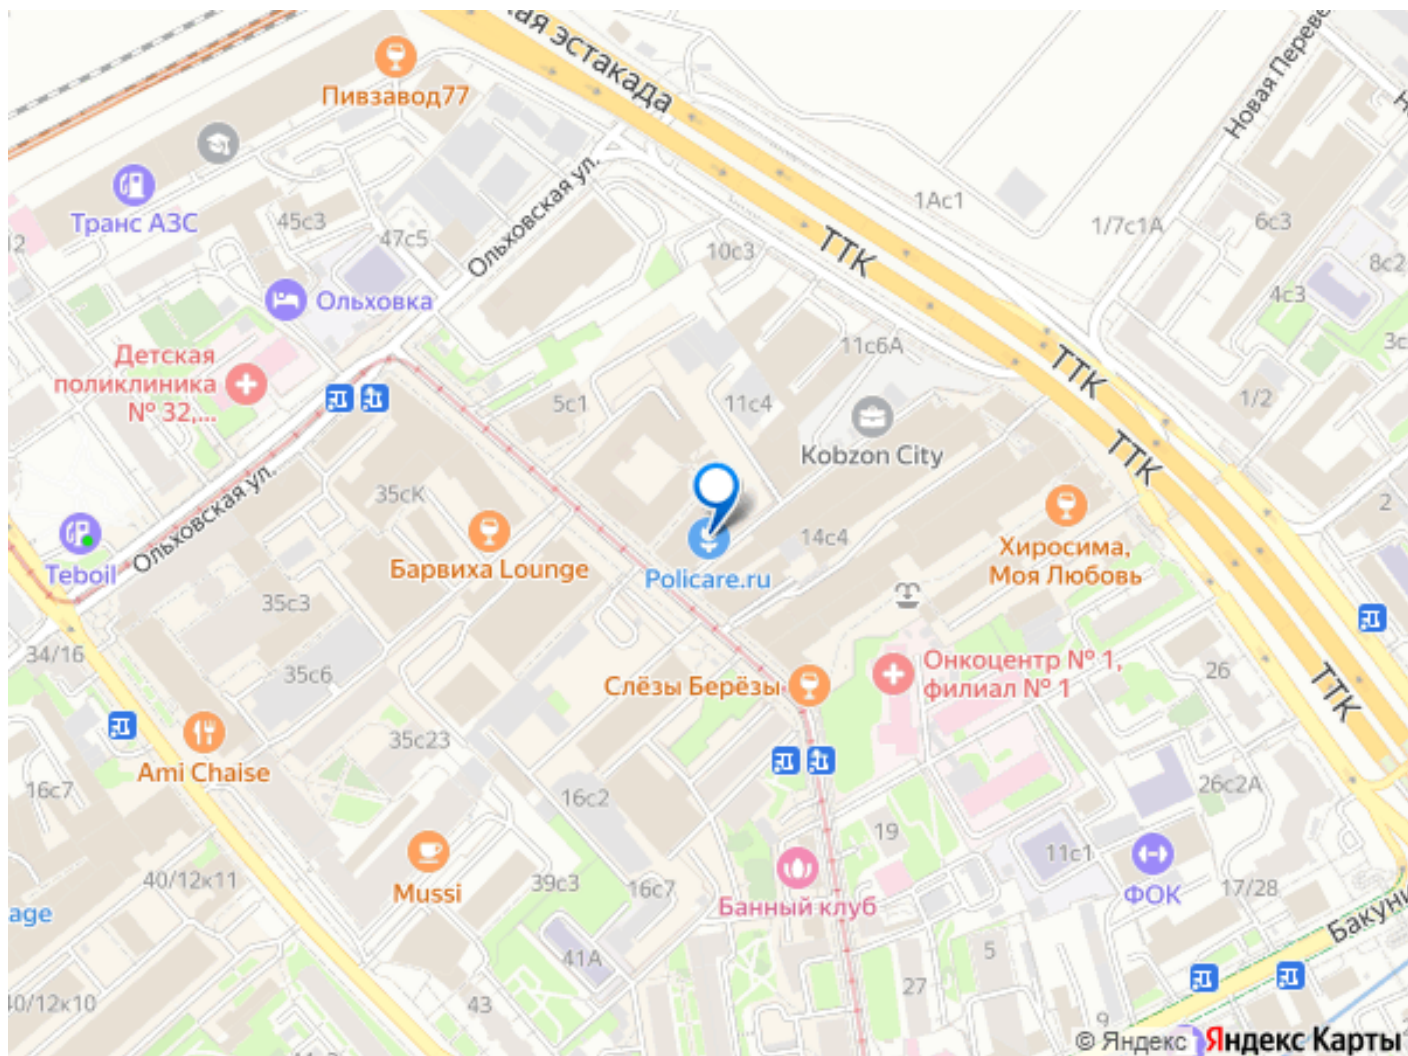 ая эстакада
Новая Переве
Пивзавод77
Ольховская ул.
Транс АЗС
45с3
47с5
12
1Ас1
1/7с1А
6с3
8с2
4с3
3с
10с3
ТТК
Ольховка
Детская
поликлиника
№ 32,...
5с1
11с4
11с6А
ТТК
1/2
Kobzon City
ТТК
35сК
Ольховская ул.
Teboil
Барвиха Lounge
Policare.ru
14с4
Хиросима,
Моя Любовь
2
35с3
34/16
35с6
Слёзы Берёзы
Онкоцентр № 1,
филиал № 1
26
ТТК
35с23
Ami Chaise
16с7
16с2
26с2А
19
11с1
Mussi
40/12к11
39с3
16с7
Банный клуб
ФОК
17/28
age
Бакуни
41А
5
27
40/12к10
43
9
© Яндекс Яндекс Карты